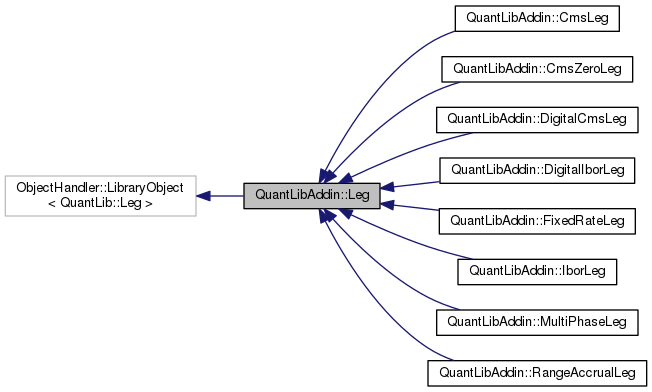 QuantLibAddin::CmsLeg
QuantLibAddin::CmsZeroLeg
QuantLibAddin::DigitalCmsLeg
QuantLibAddin::DigitalIborLeg
ObjectHandler::LibraryObject
< QuantLib::Leg >
QuantLibAddin::Leg
QuantLibAddin::FixedRateLeg
QuantLibAddin::IborLeg
QuantLibAddin::MultiPhaseLeg
QuantLibAddin::RangeAccrualLeg